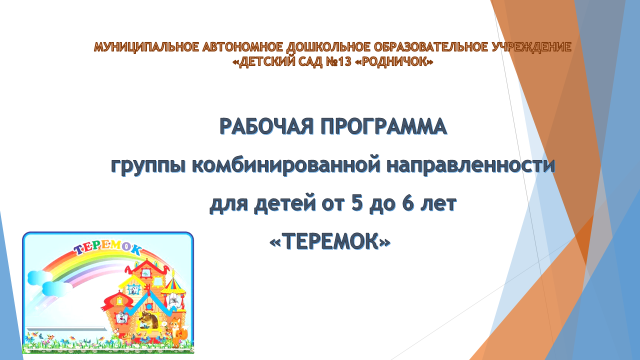 МУНИЦИПАЛЬНОЕ АВТОНОМНОЕ ДОШКОЛЬНОЕ ОБРАЗОВАТЕЛЬНОЕ УЧРЕЖДЕНИЕ
«ДЕТСКИЙ САД №13 «РОДНИЧОК»
РАБОЧАЯ ПРОГРАММА
группы комбинированной направленности
для детей от 5 до 6 лет
«ТЕРЕМОК»
ТЕРЕМОК